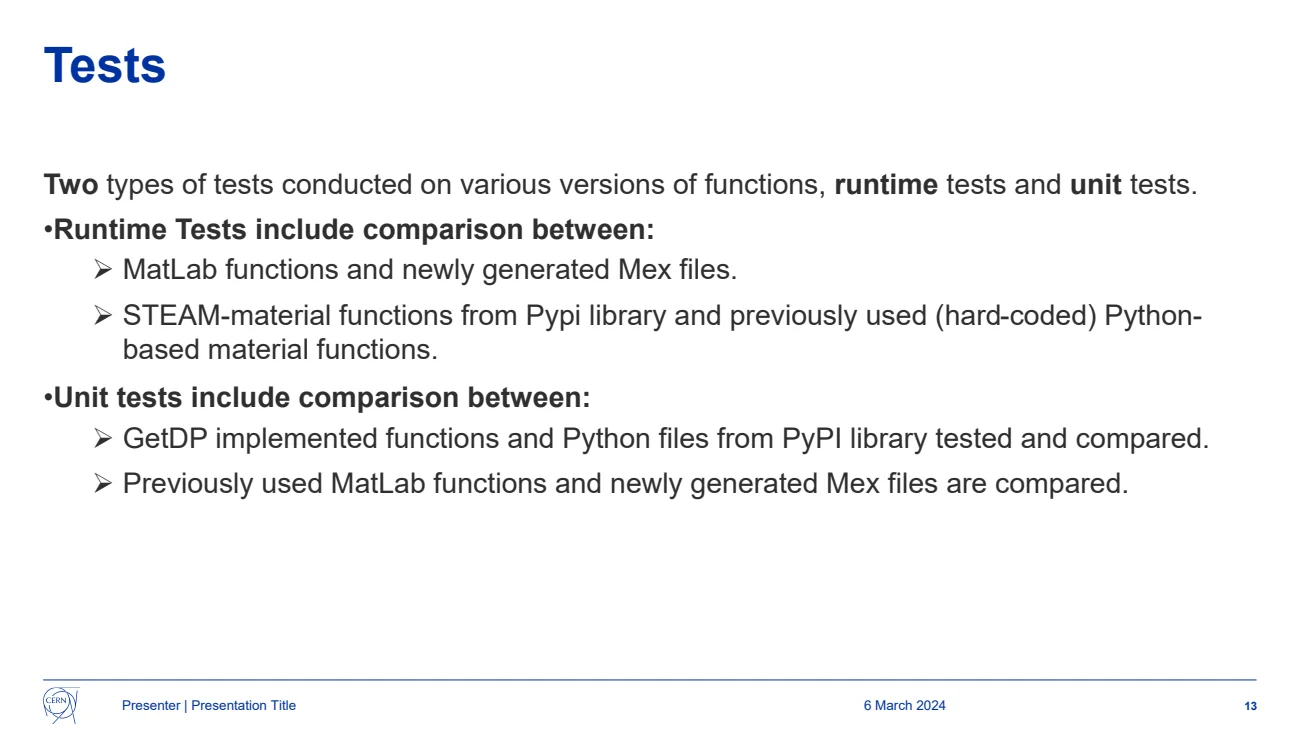 Tests
Two types of tests conducted on various versions of functions, runtime tests and unit tests.
•Runtime Tests include comparison between:
➢ MatLab functions and newly generated Mex files.
➢ STEAM-material functions from Pypi library and previously used (hard-coded) Python-
based material functions.
•Unit tests include comparison between:
➢ GetDP implemented functions and Python files from PyPI library tested and compared.
➢ Previously used MatLab functions and newly generated Mex files are compared.
CERN
Presenter | Presentation Title
6 March 2024
13